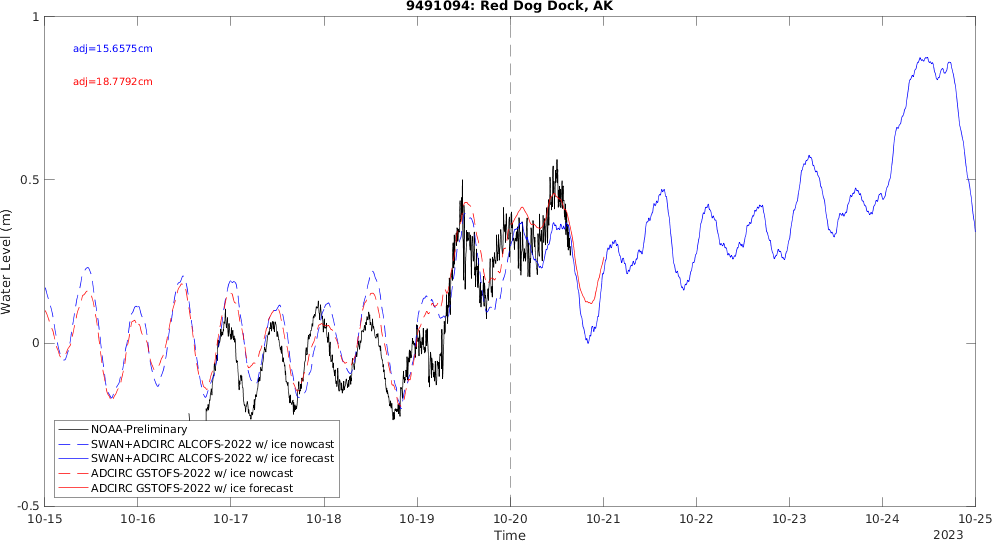 9491094: Red Dog Dock, AK
1
adj=15.6575cm
adj=18.7792cm
0.5
Water Level (m)
0
NOAA-Preliminary
SWAN+ADCIRC ALCOFS-2022 w/ ice nowcast
SWAN+ADCIRC ALCOFS-2022 w/ ice forecast
ADCIRC GSTOFS-2022 w/ ice nowcast
ADCIRC GSTOFS-2022 w/ ice forecast
-0.5
10-15 10-16 10-17 10-18 10-19 10-20 10-21 10-22 10-23 10-24 10-25
Time
2023